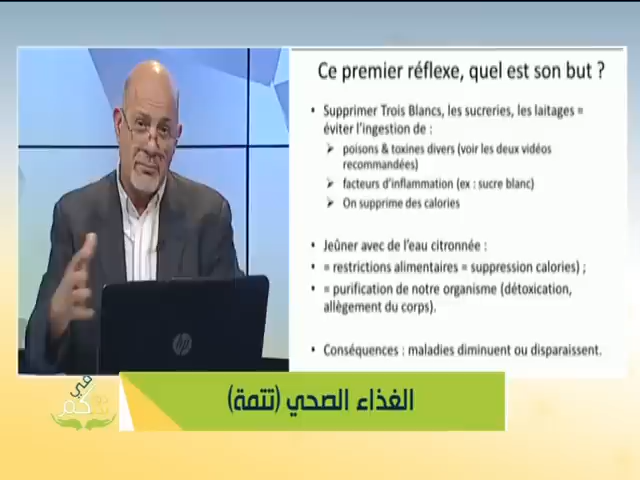 Ce premier réflexe, quel est son but ?
• Supprimer Trois Blancs, les sucreries, les laitages =
éviter l'ingestion de :
➢ poisons & toxines divers (voir les deux vidéos
recommandées)
➢ facteurs d'inflammation (ex : sucre blanc)
➢ On supprime des calories
• Jeûner avec de l'eau citronnée :
• = restrictions alimentaires = suppression calories) ;
• = purification de notre organisme (détoxication,
allègement du corps).
• Conséquences : maladies diminuent ou disparaissent.
hp
في
الغذاء الصحي (تتمة)